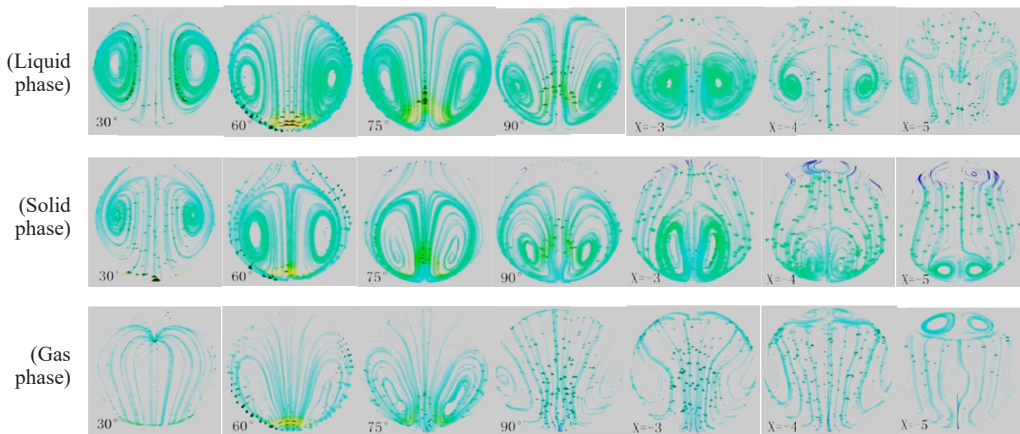 (Liquid
phase)
30° 60° 75° 90° X=-3 X=-4 X=-5
(Solid
phase)
30° 60° 75° 90° X=-3 X=-4 X=-5
(Gas
phase)
30° 60° 75° 90° X=-3 X=-4 X=-5